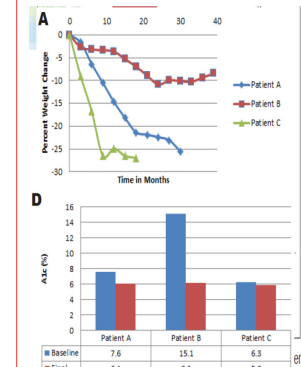 A
0 10 20 30 40
0
-5
-10
-15
-20
-25
-30
Percent Weight Change
Patient A
Patient B
Patient C
Time in Months
D
16
14
12
10
8
6
4
2
0
A1c (%)
Patient A Patient B Patient C
Baseline 7.6 15.1 6.3